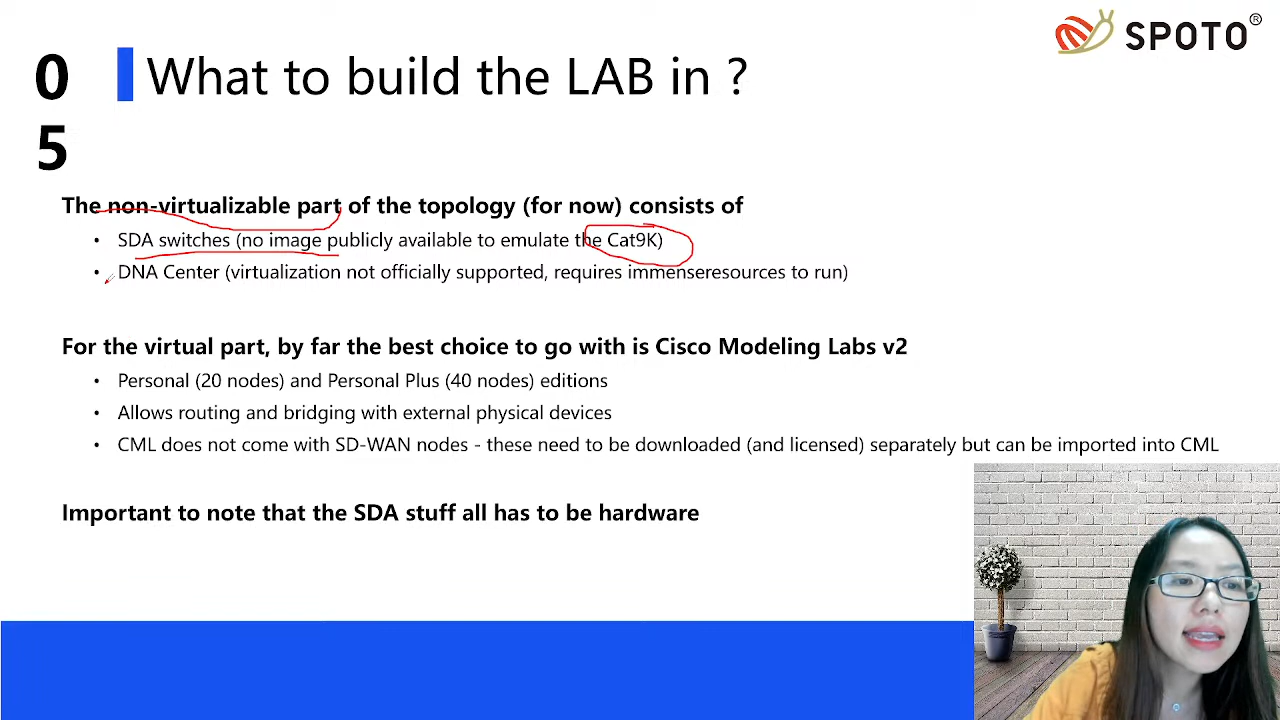 SPOTO®
0
5
What to build the LAB in ?
The non-virtualizable part of the topology (for now) consists of
• SDA switches (no image publicly available to emulate the Cat9K)
• DNA Center (virtualization not officially supported, requires immenseresources to run)
For the virtual part, by far the best choice to go with is Cisco Modeling Labs v2
• Personal (20 nodes) and Personal Plus (40 nodes) editions
• Allows routing and bridging with external physical devices
• CML does not come with SD-WAN nodes - these need to be downloaded (and licensed) separately but can be imported into CML
Important to note that the SDA stuff all has to be hardware